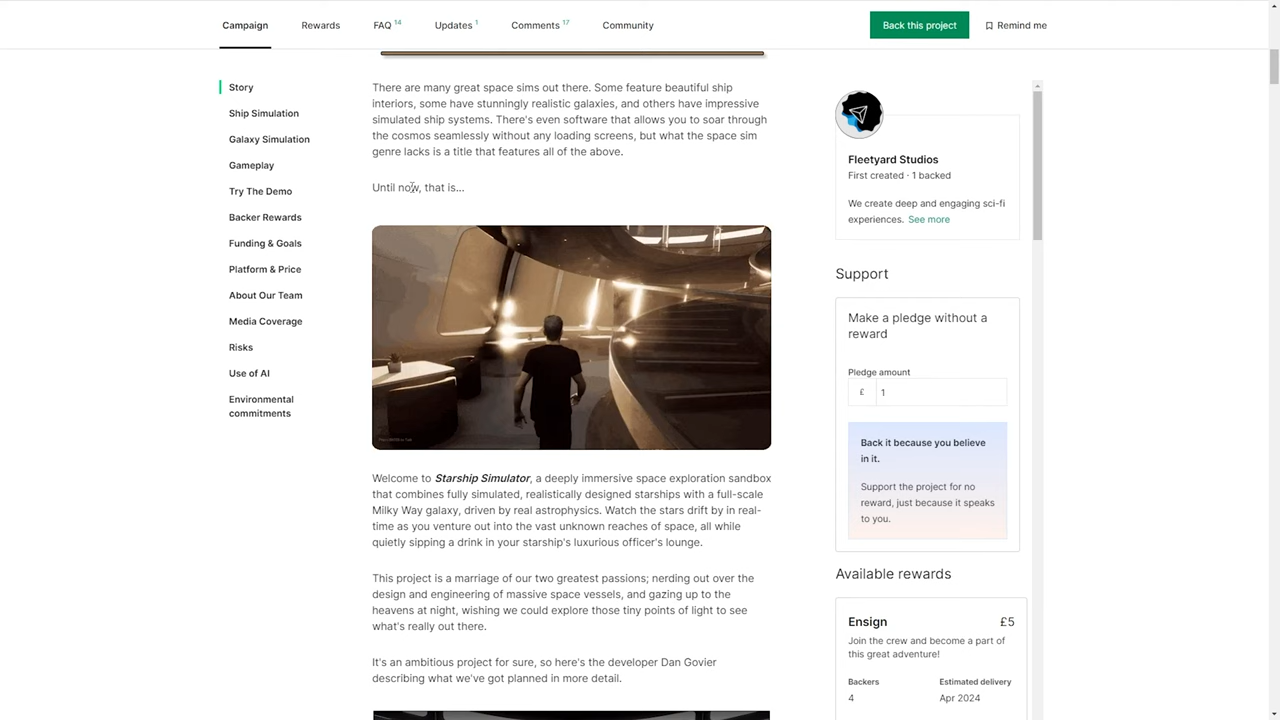 Campaign
Rewards
FAQ 14
Updates 1
Comments 17
Community
Back this project
Remind me
Story
Ship Simulation
Galaxy Simulation
Gameplay
Try The Demo
Backer Rewards
Funding & Goals
Platform & Price
About Our Team
Media Coverage
Risks
Use of AI
Environmental
commitments
There are many great space sims out there. Some feature beautiful ship
interiors, some have stunningly realistic galaxies, and others have impressive
simulated ship systems. There's even software that allows you to soar through
the cosmos seamlessly without any loading screens, but what the space sim
genre lacks is a title that features all of the above.
Until now, that is...
Welcome to Starship Simulator, a deeply immersive space exploration sandbox
that combines fully simulated, realistically designed starships with a full-scale
Milky Way galaxy, driven by real astrophysics. Watch the stars drift by in real-
time as you venture out into the vast unknown reaches of space, all while
quietly sipping a drink in your starship's luxurious officer's lounge.
This project is a marriage of our two greatest passions; nerding out over the
design and engineering of massive space vessels, and gazing up to the
heavens at night, wishing we could explore those tiny points of light to see
what's really out there.
It's an ambitious project for sure, so here's the developer Dan Govier
describing what we've got planned in more detail.
Fleetyard Studios
First created · 1 backed
We create deep and engaging sci-fi
experiences. See more
Support
Make a pledge without a
reward
Pledge amount
£ 1
Back it because you believe
in it.
Support the project for no
reward, just because it speaks
to you.
Available rewards
Ensign £5
Join the crew and become a part of
this great adventure!
Backers Estimated delivery
4 Apr 2024